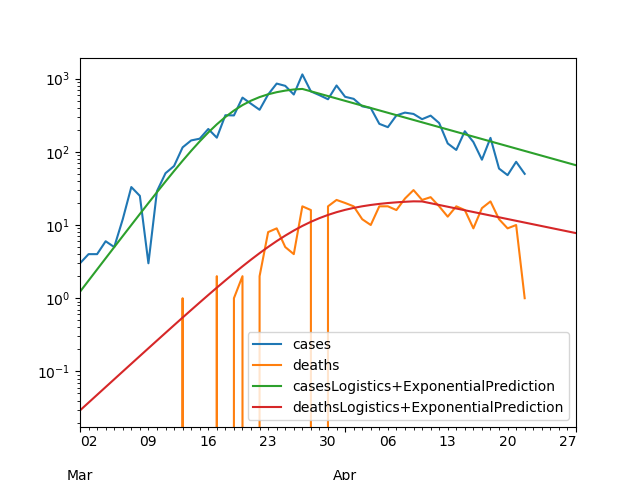 10³
10²
10¹
10⁰
10⁻¹
cases
deaths
casesLogistics+ExponentialPrediction
deathsLogistics+ExponentialPrediction
02 09 16 23 30 06 13 20 27
Mar Apr